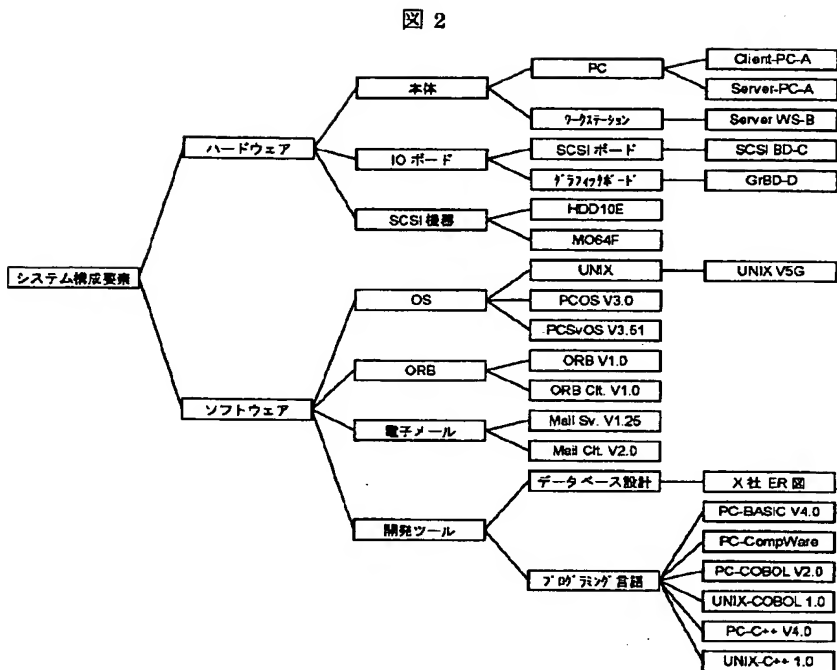 図 2
システム構成要素
ハードウェア
本体
PC
Client-PC-A
Server-PC-A
ワークステーション
Server WS-B
IO ボード
SCSI ボード
SCSI BD-C
グラフィックボード
GrBD-D
SCSI 機器
HDD10E
MO64F
ソフトウェア
OS
UNIX
UNIX V5G
PCOS V3.0
PCSvOS V3.51
ORB
ORB V1.0
ORB Clt. V1.0
電子メール
Mail Sv. V1.25
Mail Clt. V2.0
開発ツール
データベース設計
X 社 ER 図
プログラミング言語
PC-BASIC V4.0
PC-CompWare
PC-COBOL V2.0
UNIX-COBOL 1.0
PC-C++ V4.0
UNIX-C++ 1.0